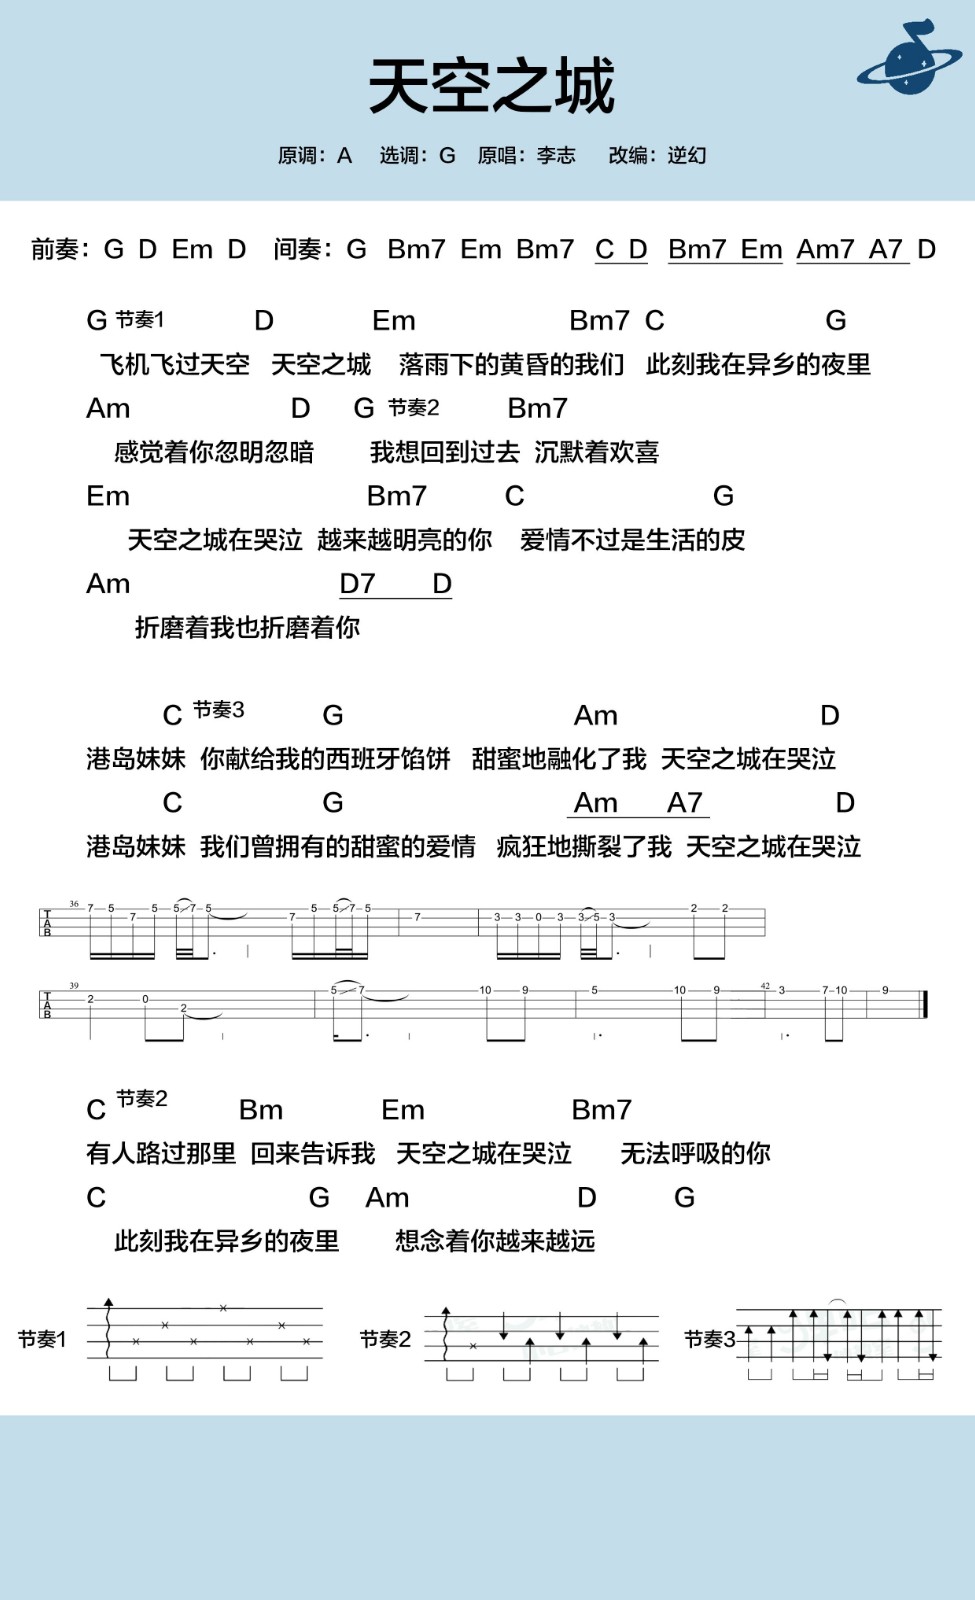 天空之城
原调：A 选调：G 原唱：李志 改编：逆幻
前奏：G D Em D 间奏：G Bm7 Em Bm7 C D Bm7 Em Am7 A7 D
G 节奏1 D Em Bm7 C G
飞机飞过天空 天空之城 落雨下的黄昏的我们 此刻我在异乡的夜里
Am D G 节奏2 Bm7
感觉着你忽明忽暗 我想回到过去 沉默着欢喜
Em Bm7 C G
天空之城在哭泣 越来越明亮的你 爱情不过是生活的皮
Am D7 D
折磨着我也折磨着你
C 节奏3 G Am D
港岛妹妹 你献给我的西班牙馅饼 甜蜜地融化了我 天空之城在哭泣
C G Am A7 D
港岛妹妹 我们曾拥有的甜蜜的爱情 疯狂地撕裂了我 天空之城在哭泣
36 TAB 7 5 7 5 5 7 5 7 5 5 7 5 7 3 3 0 3 3 5 3 2 2
39 TAB 2 0 2 5 7 10 9 5 10 9 42 3 7 10 9
C 节奏2 Bm Em Bm7
有人路过那里 回来告诉我 天空之城在哭泣 无法呼吸的你
C G Am D G
此刻我在异乡的夜里 想念着你越来越远
节奏1 节奏2 节奏3